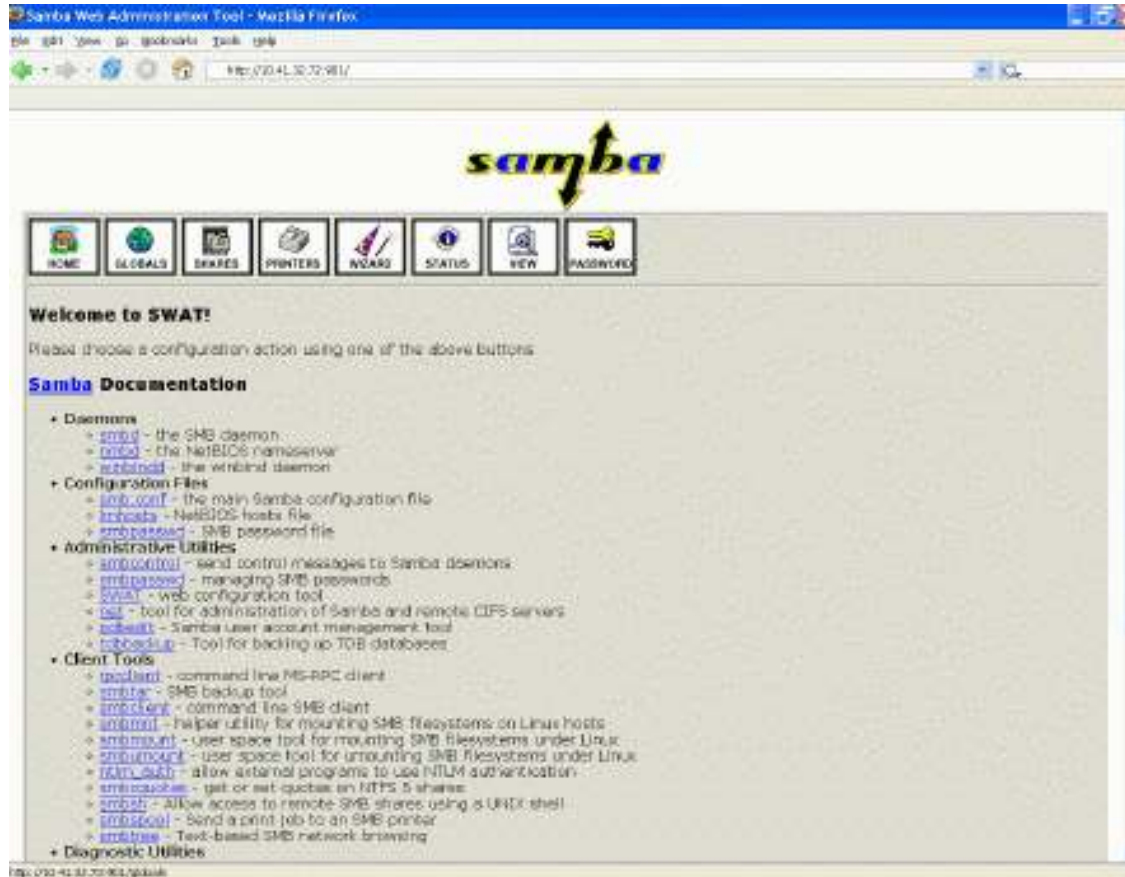 Samba Web Administration Tool - Mozilla Firefox
File Edit View Go Bookmarks Tools Help
samba
HOME GLOBALS SHARES PRINTERS WIZARD STATUS VIEW PASSWORD
Welcome to SWAT!
Please choose a configuration action using one of the above buttons
Samba Documentation
• Daemons
smbd - the SMB daemon
nmbd - the NetBIOS nameserver
winbindd - the winbind daemon
• Configuration Files
smb.conf - the main Samba configuration file
lmhosts - NetBIOS hosts file
smbpasswd - SMB password file
• Administrative Utilities
smbcontrol - send control messages to Samba daemons
smbpasswd - managing SMB passwords
SWAT - web configuration tool
net - tool for administration of Samba and remote CIFS servers
pdbedit - Samba user account management tool
tdbbackup - Tool for backing up TDB databases
• Client Tools
rpcclient - command line MS-RPC client
smbtar - SMB backup tool
smbclient - command line SMB client
smbmnt - helper utility for mounting SMB filesystems on Linux hosts
smbmount - user space tool for mounting SMB filesystems under Linux
smbumount - user space tool for umounting SMB filesystems under Linux
ntlm_auth - allow external programs to use NTLM authentication
smbcquotas - get or set quotas on NTFS 5 shares
smbsh - Allow access to remote SMB shares using a UNIX shell
smbspool - Send a print job to an SMB printer
smbtree - Text-based SMB network browsing
• Diagnostic Utilities